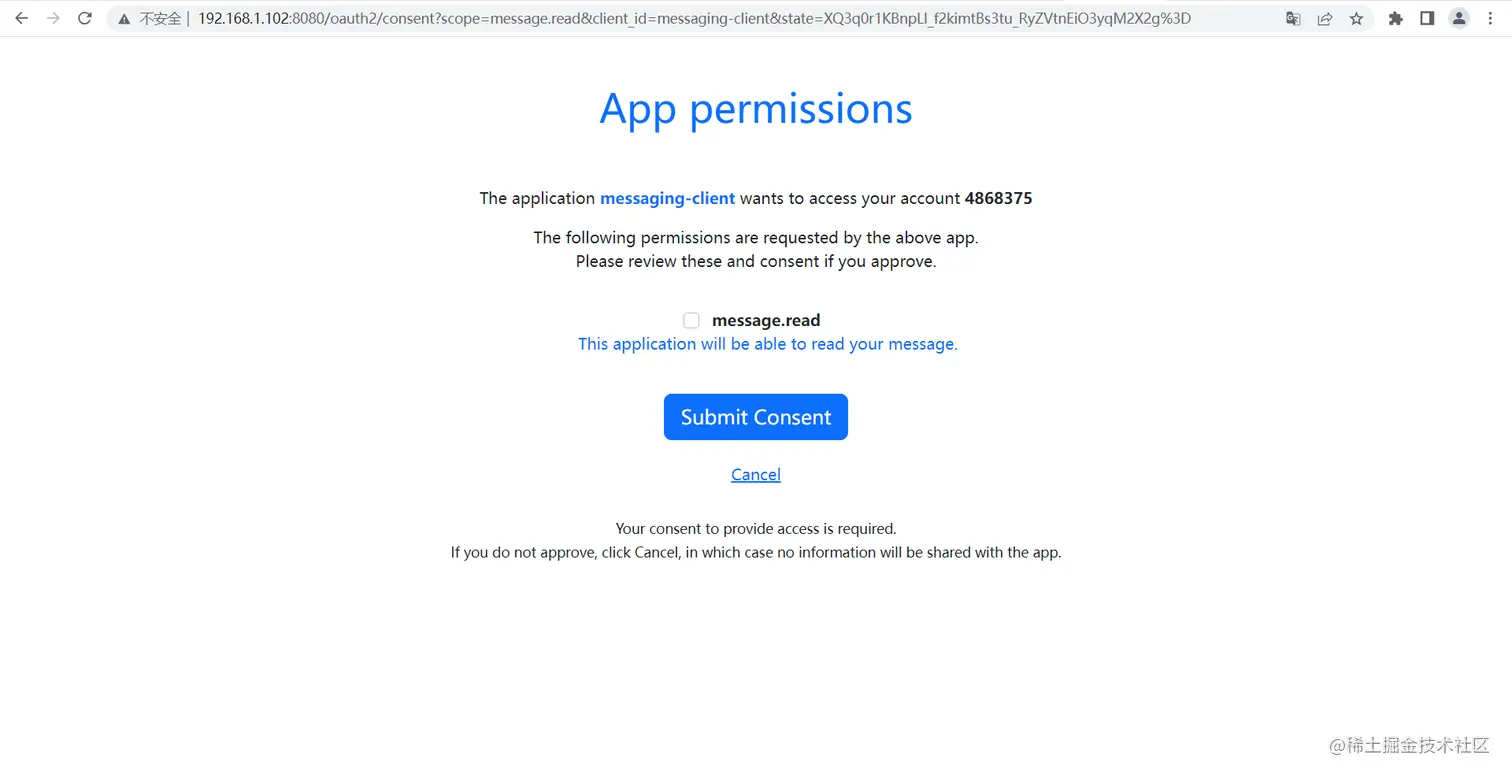 不安全 | 192.168.1.102:8080/oauth2/consent?scope=message.read&client_id=messaging-client&state=XQ3q0r1KBnpLl_f2kimtBs3tu_RyZVtnEiO3yqM2X2g%3D
App permissions
The application messaging-client wants to access your account 4868375
The following permissions are requested by the above app.
Please review these and consent if you approve.
message.read
This application will be able to read your message.
Submit Consent
Cancel
Your consent to provide access is required.
If you do not approve, click Cancel, in which case no information will be shared with the app.
@稀土掘金技术社区